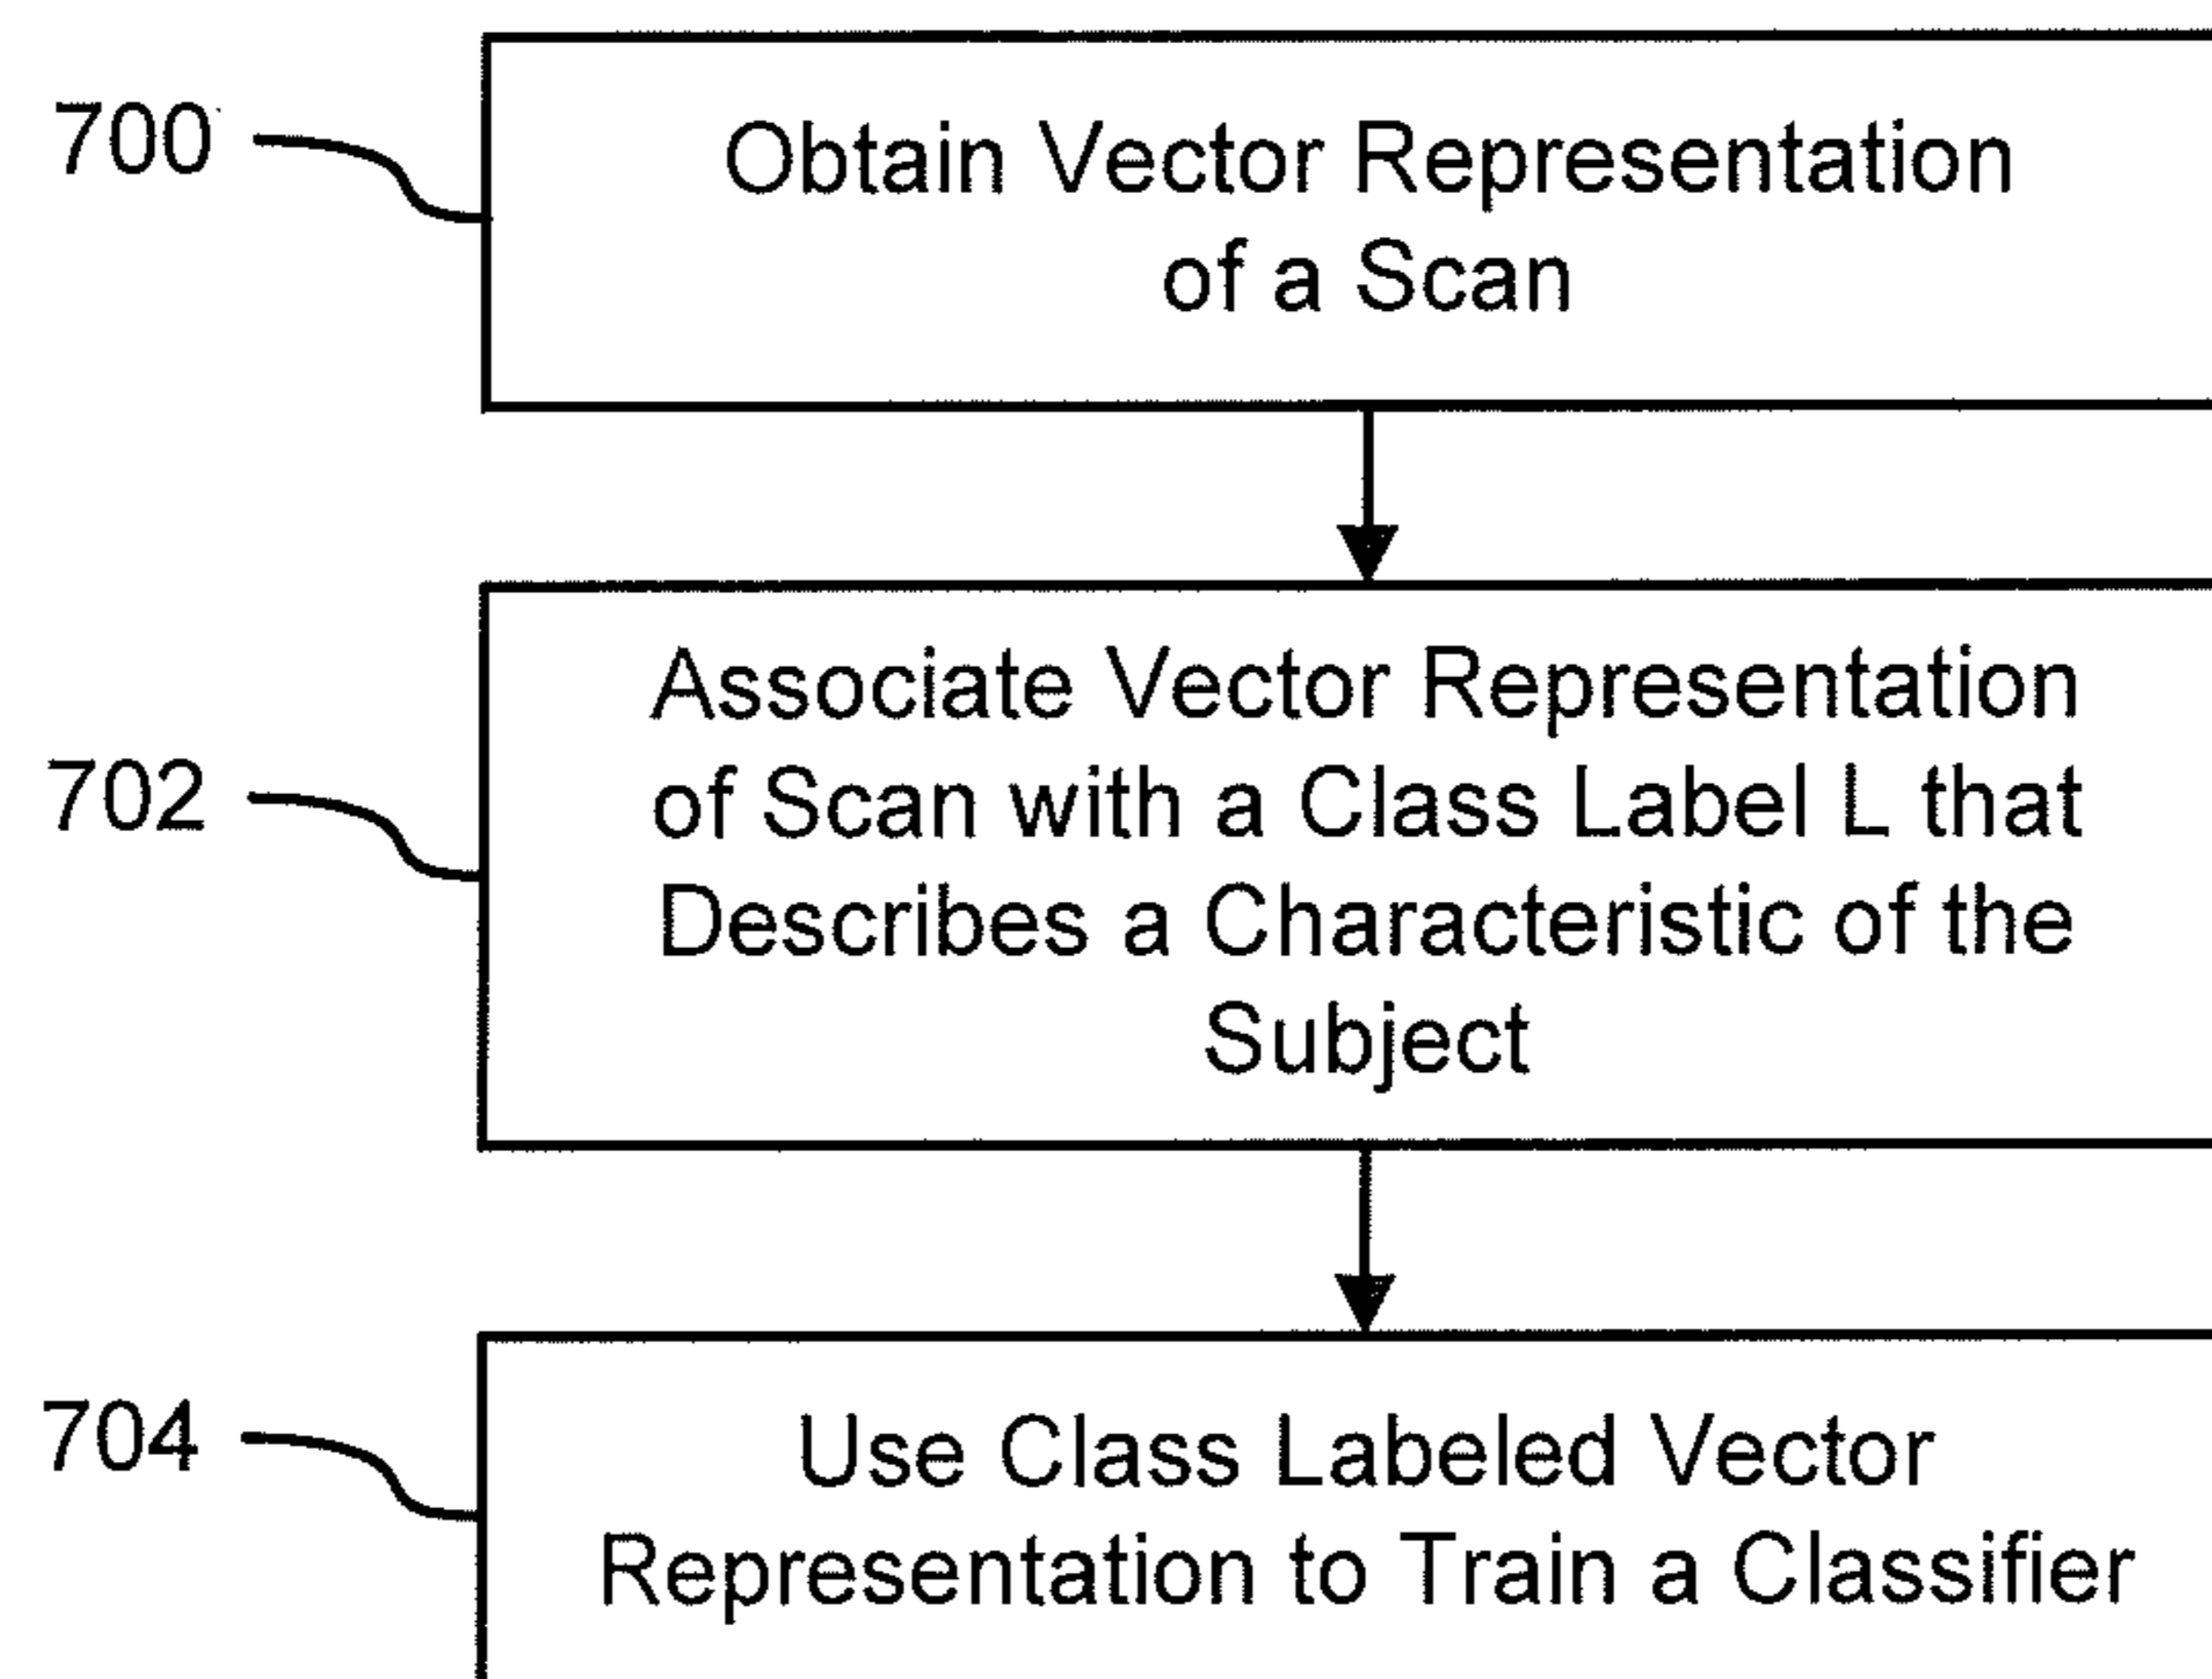 700
Obtain Vector Representation
of a Scan
702
Associate Vector Representation
of Scan with a Class Label L that
Describes a Characteristic of the
Subject
704
Use Class Labeled Vector
Representation to Train a Classifier